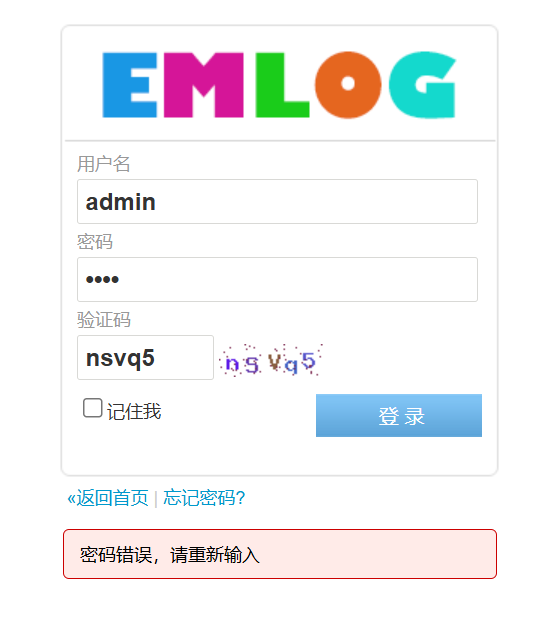 EMLOG
用户名
admin
密码
••••
验证码
nsvq5 nsVq5
记住我 登 录
«返回首页 | 忘记密码?
密码错误，请重新输入